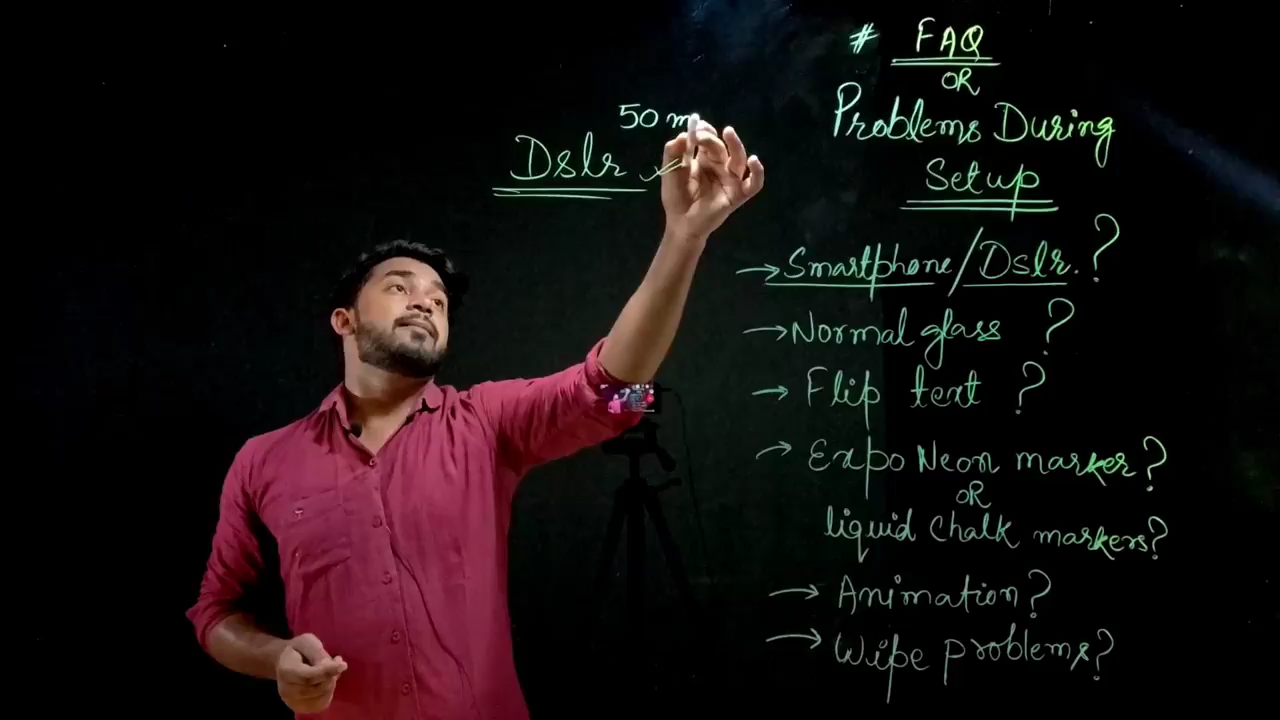 # FAQ
OR
Problems During
Setup
→ Smartphone/Dslr.?
→ Normal glass ?
→ Flip text ?
→ Expo Neon marker?
OR
liquid chalk markers?
→ Animation?
→ Wipe problems?
50 m
Dslr